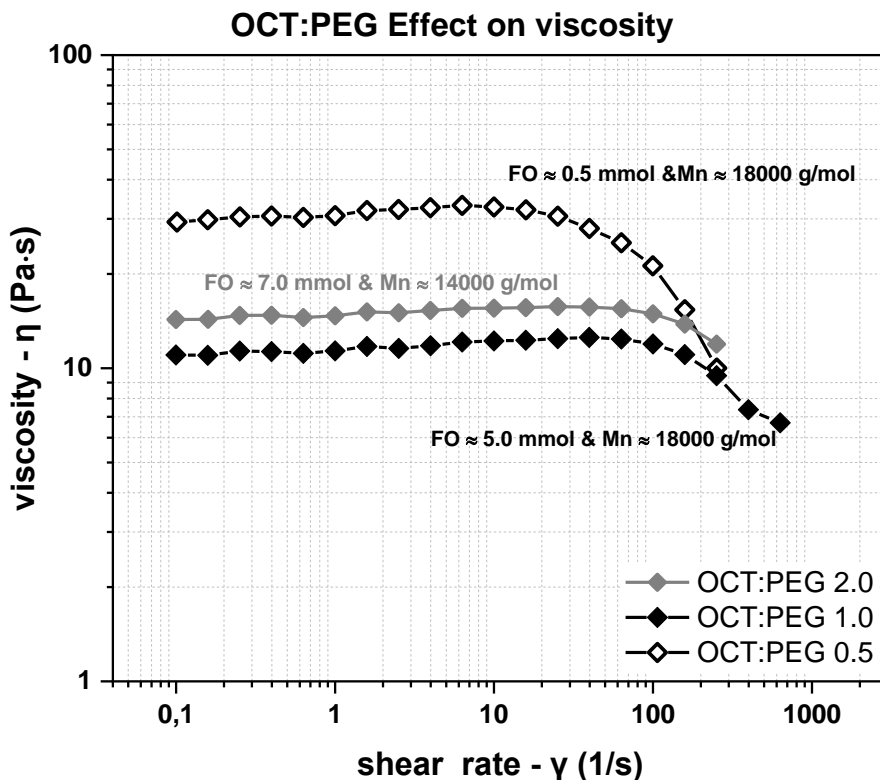 OCT:PEG Effect on viscosity
100
FO ≈ 0.5 mmol &Mn ≈ 18000 g/mol
FO ≈ 7.0 mmol & Mn ≈ 14000 g/mol
viscosity - η (Pa·s)
10
FO ≈ 5.0 mmol & Mn ≈ 18000 g/mol
OCT:PEG 2.0
OCT:PEG 1.0
OCT:PEG 0.5
1
0,1 1 10 100 1000
shear rate - γ (1/s)